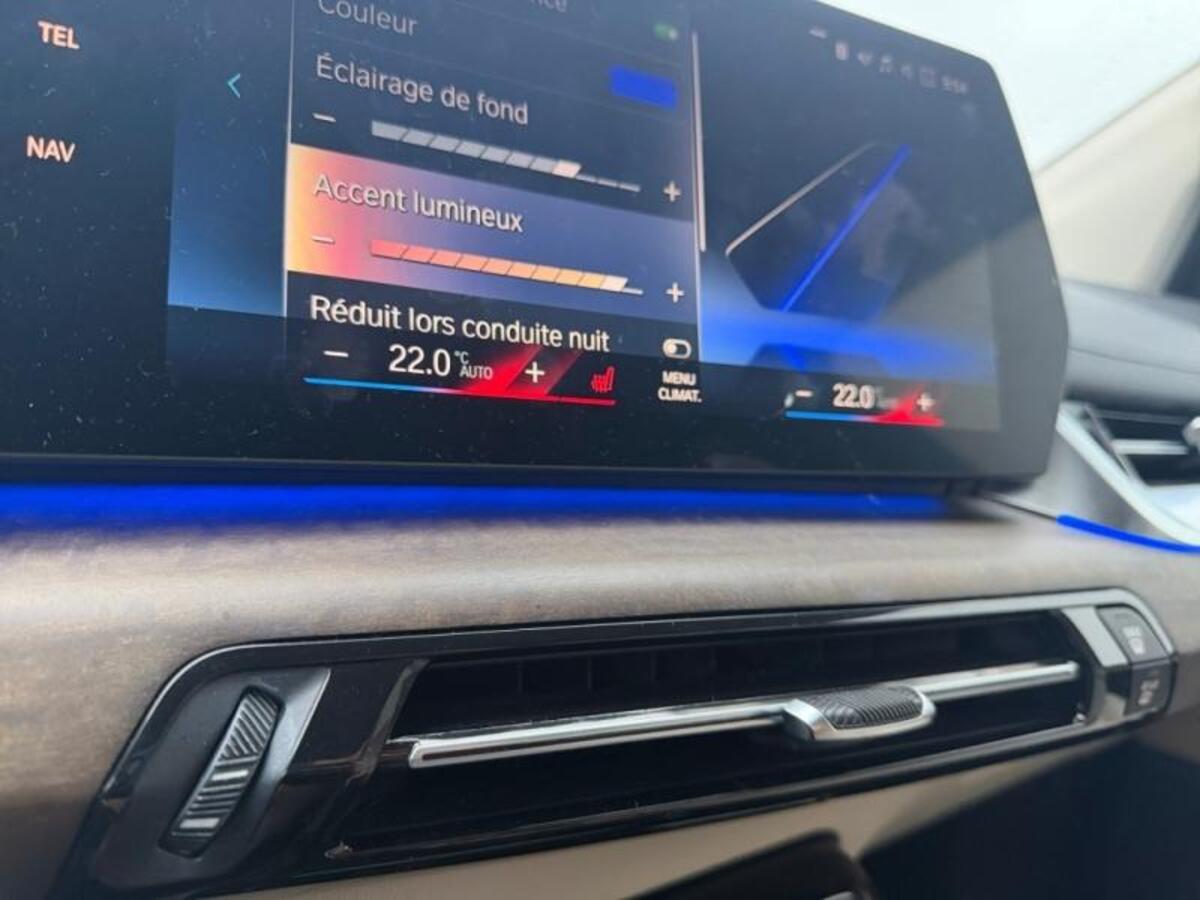 TEL
NAV
Couleur
Éclairage de fond
Accent lumineux
Réduit lors conduite nuit
22.0 °C
AUTO
MENU
CLIMAT.
22.0